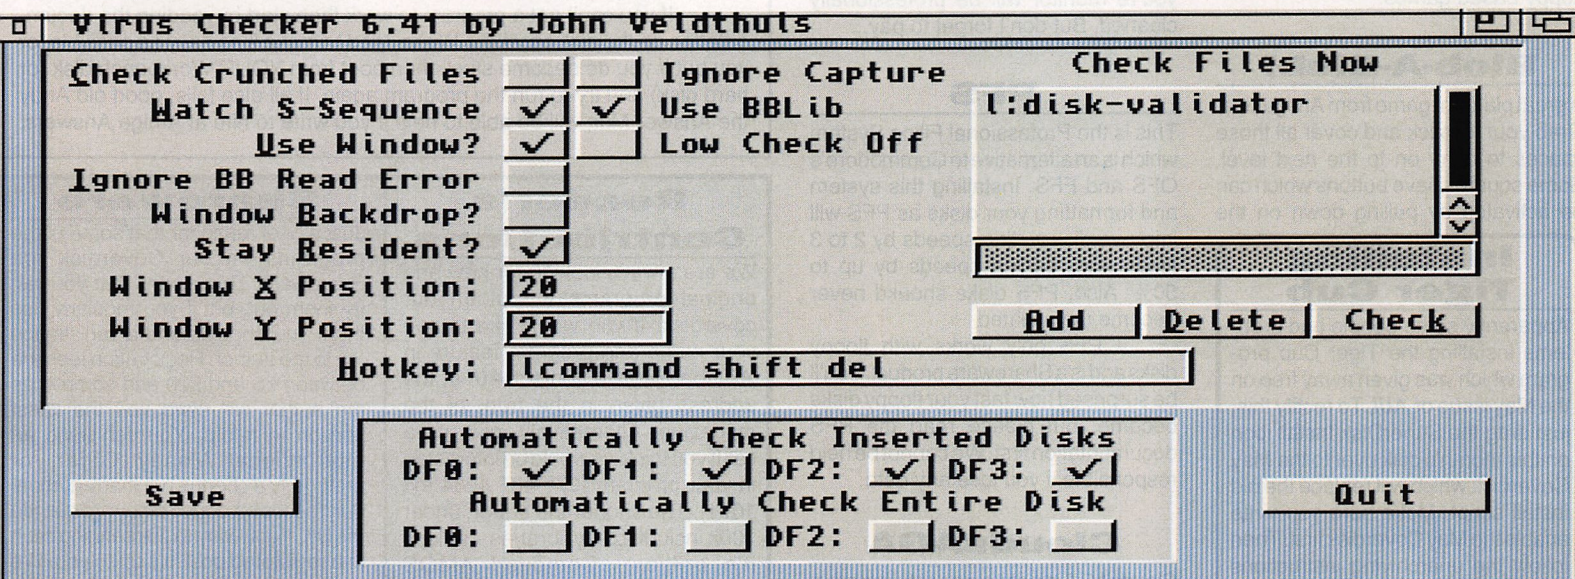 Virus Checker 6.41 by John Veldthuis
Check Crunched Files
Ignore Capture
Watch S-Sequence
Use BBLib
Use Window?
Low Check Off
Ignore BB Read Error
Window Backdrop?
Stay Resident?
Window X Position: 20
Window Y Position: 20
Hotkey: lcommand shift del
Check Files Now
L:disk-validator
Add Delete Check
Automatically Check Inserted Disks
DF0: DF1: DF2: DF3:
Automatically Check Entire Disk
DF0: DF1: DF2: DF3:
Save
Quit